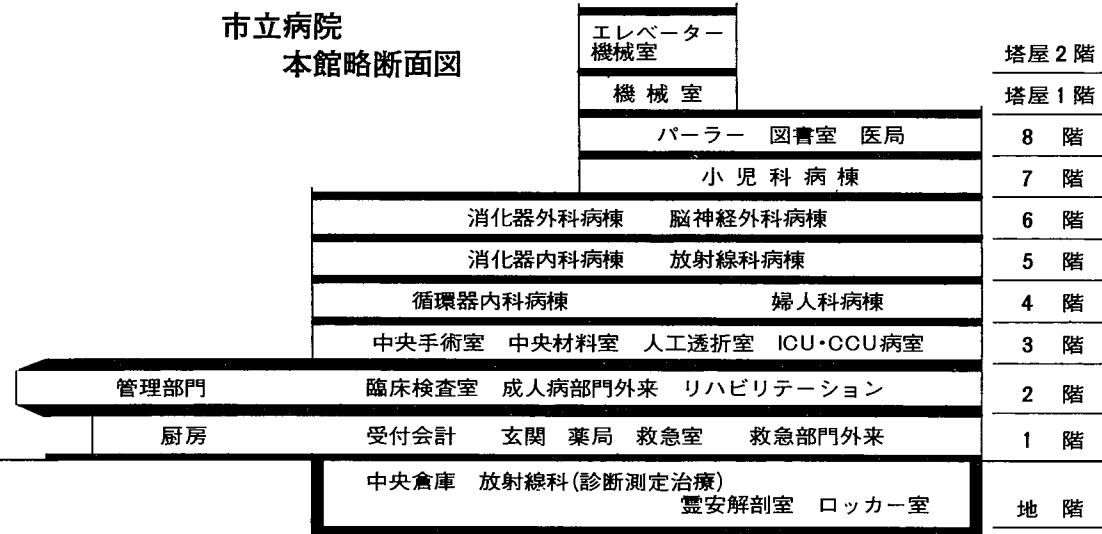 市立病院
本館略断面図
エレベーター
機械室
塔屋2階
機械室
塔屋1階
パーラー 図書室 医局
8階
小児科病棟
7階
消化器外科病棟 脳神経外科病棟
6階
消化器内科病棟 放射線科病棟
5階
循環器内科病棟 婦人科病棟
4階
中央手術室 中央材料室 人工透折室 ICU・CCU病室
3階
管理部門 臨床検査室 成人病部門外来 リハビリテーション
2階
厨房 受付会計 玄関 薬局 救急室 救急部門外来
1階
中央倉庫 放射線科(診断測定治療)
霊安解剖室 ロッカー室
地階